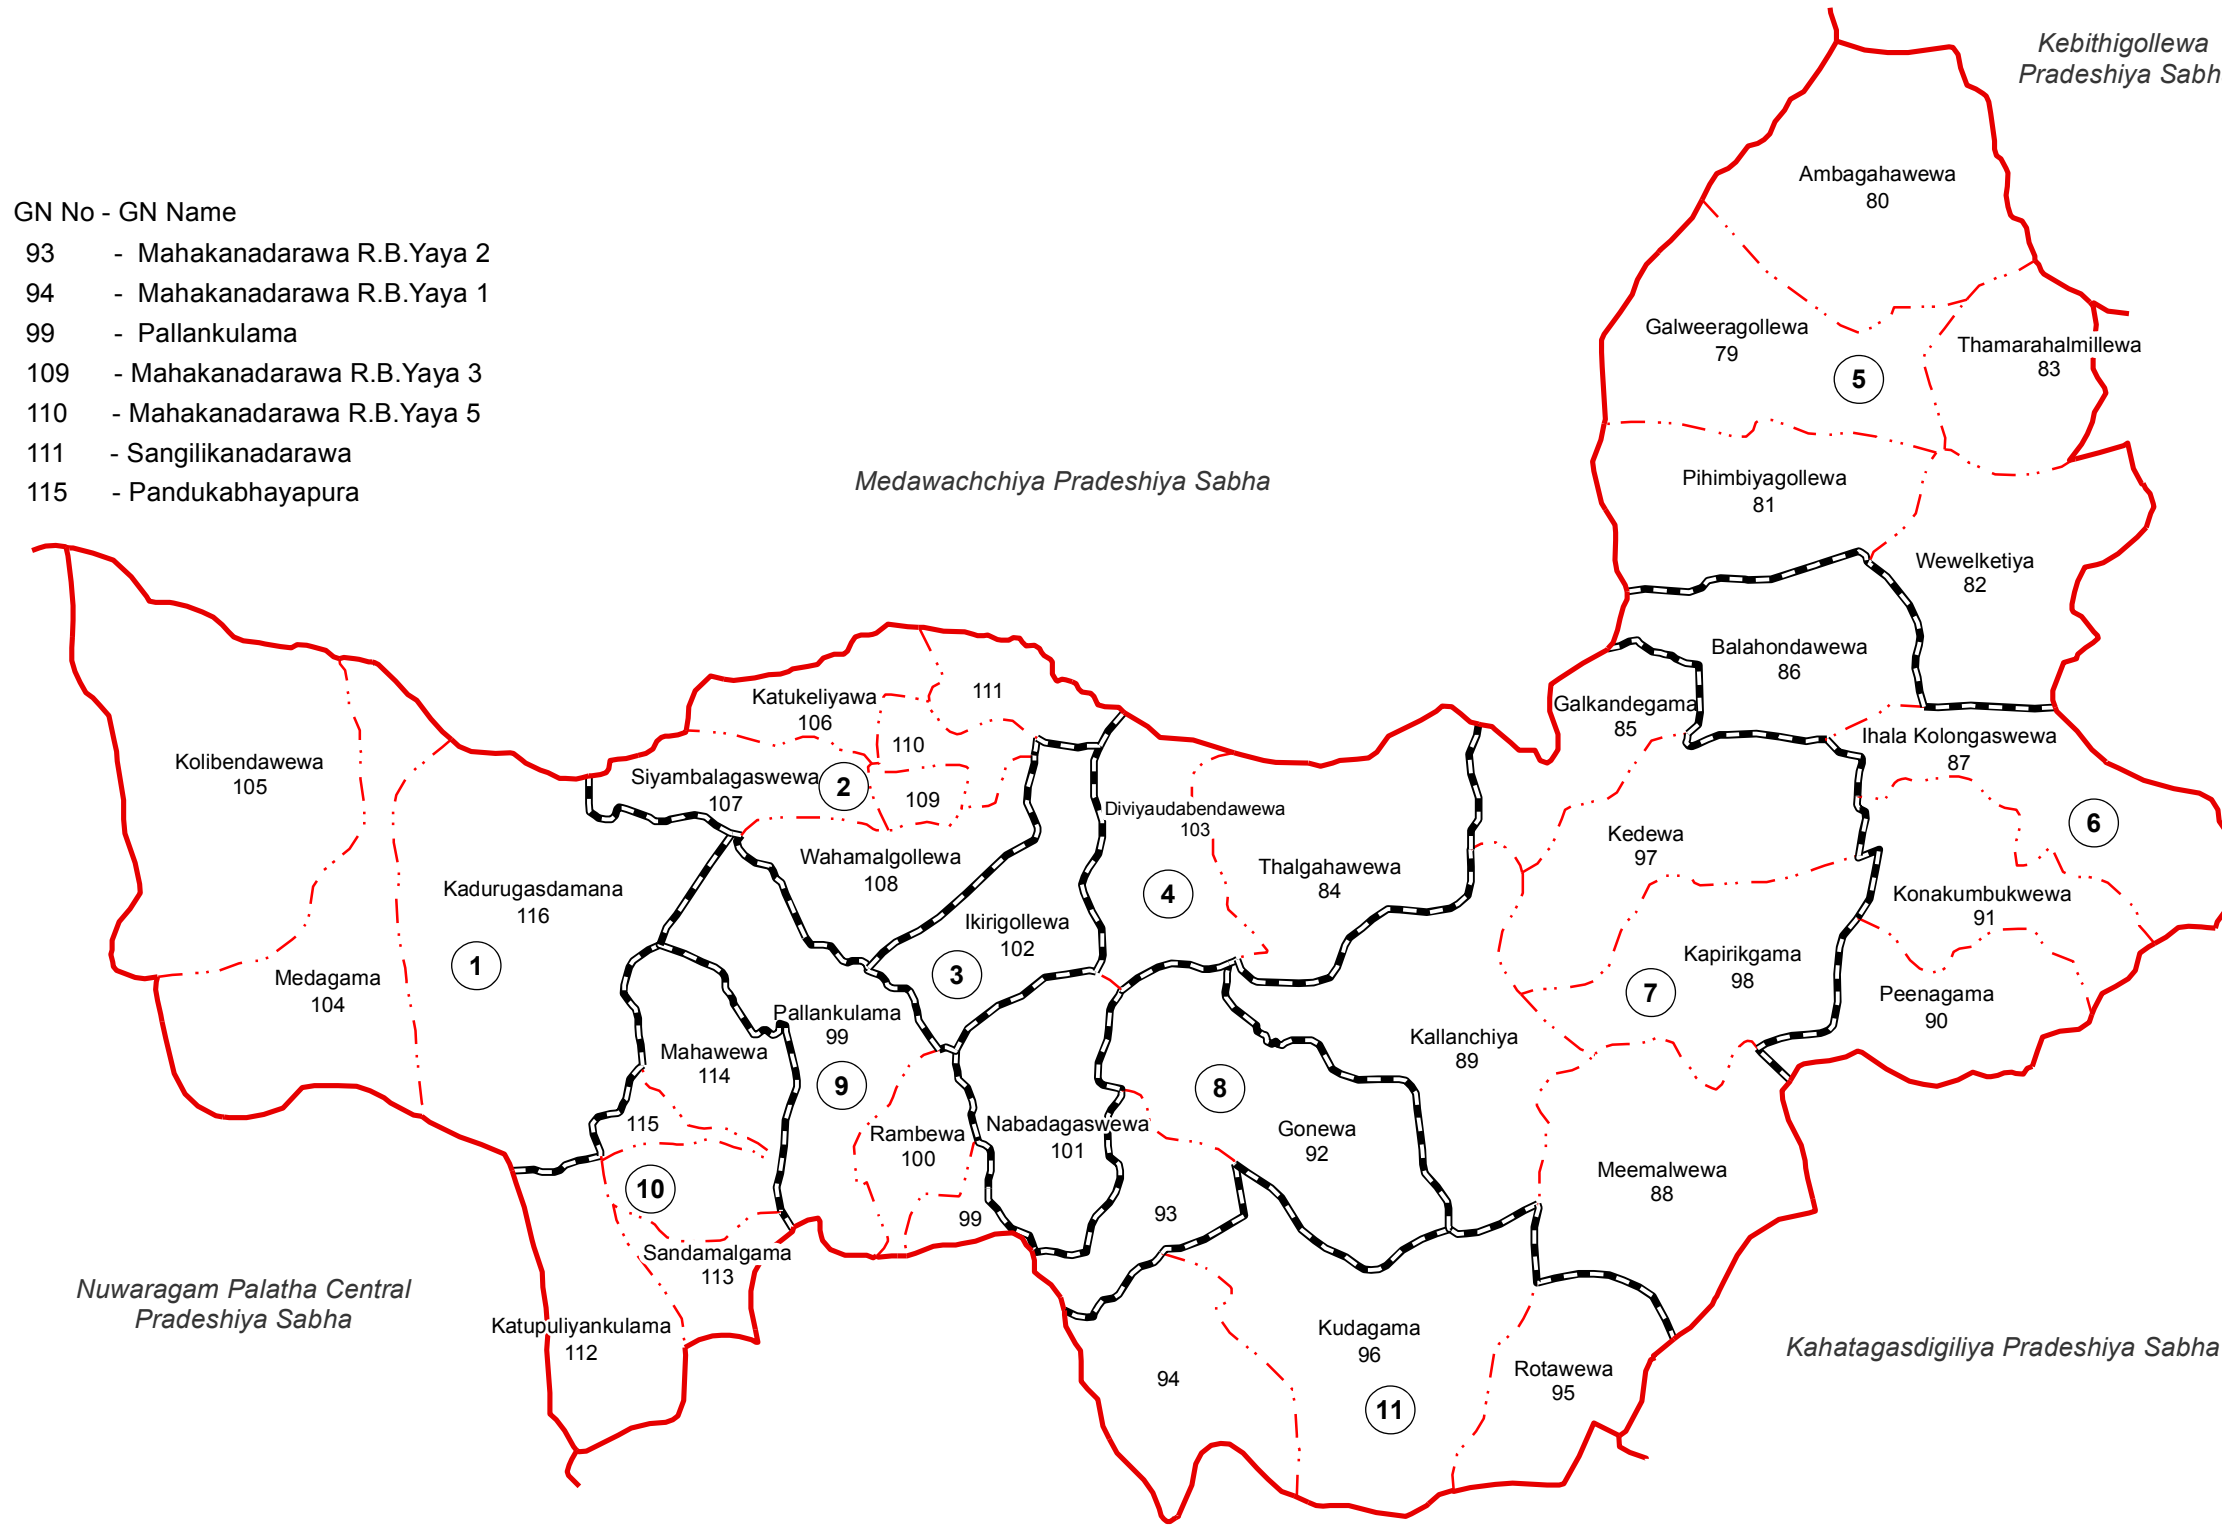 Kebithigollewa
Pradeshiya Sabh
Ambagahawewa
80
GN No - GN Name
93 - Mahakanadarawa R.B.Yaya 2
94 - Mahakanadarawa R.B.Yaya 1
99 - Pallankulama
109 - Mahakanadarawa R.B.Yaya 3
110 - Mahakanadarawa R.B.Yaya 5
111 - Sangilikanadarawa
115 - Pandukabhayapura
Galweeragollewa
79
Thamarahalmillewa
83
5
Medawachchiya Pradeshiya Sabha
Pihimbiyagollewa
81
Wewelketiya
82
Balahondawewa
86
Galkandegama
85
Ihala Kolongaswewa
87
6
Katukeliyawa
106
111
110
Kolibendawewa
105
Siyambalagaswewa
107
2
109
Diviyaudabendawewa
103
Kedewa
97
Wahamalgollewa
108
Thalgahawewa
84
4
Kadurugasdamana
116
Konakumbukwewa
91
Ikirigollewa
102
3
1
Medagama
104
Kapirikgama
98
7
Peenagama
90
Pallankulama
99
Kallanchiya
89
Mahawewa
114
9
8
115
Rambewa
100
Nabadagaswewa
101
Gonewa
92
Meemalwewa
88
10
99
93
Sandamalgama
113
Nuwaragam Palatha Central
Pradeshiya Sabha
Katupuliyankulama
112
Kudagama
96
Kahatagasdigiliya Pradeshiya Sabha
94
Rotawewa
95
11